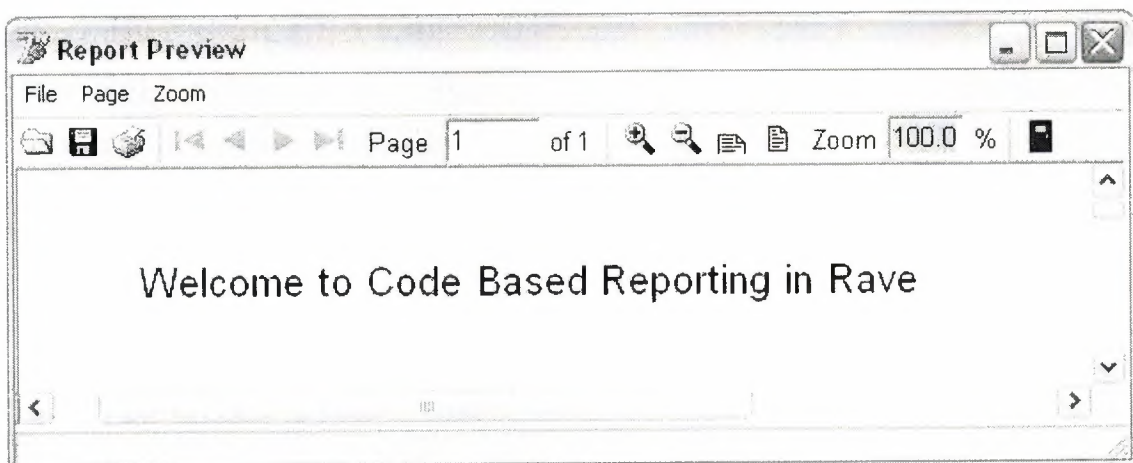 Report Preview
File Page Zoom
Page 1 of 1 Zoom 100.0 %
Welcome to Code Based Reporting in Rave